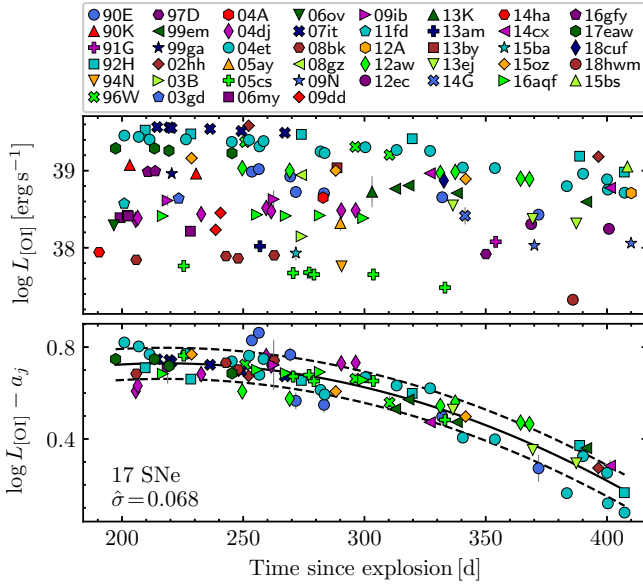 90E 97D 04A 06ov 09ib 13K 14ha 16gfy
90K 99em 04dj 07it 11fd 13am 14cx 17eaw
91G 99ga 04et 08bk 12A 13by 15ba 18cuf
92H 02hh 05ay 08gz 12aw 13ej 15oz 18hwm
94N 03B 05cs 09N 12ec 14G 16aqf 15bs
96W 03gd 06my 09dd
log L[OI] [erg s−1]
39
38
log L[OI] − aj
0.8
0.4
17 SNe
σ̂=0.068
200 250 300 350 400
Time since explosion [d]